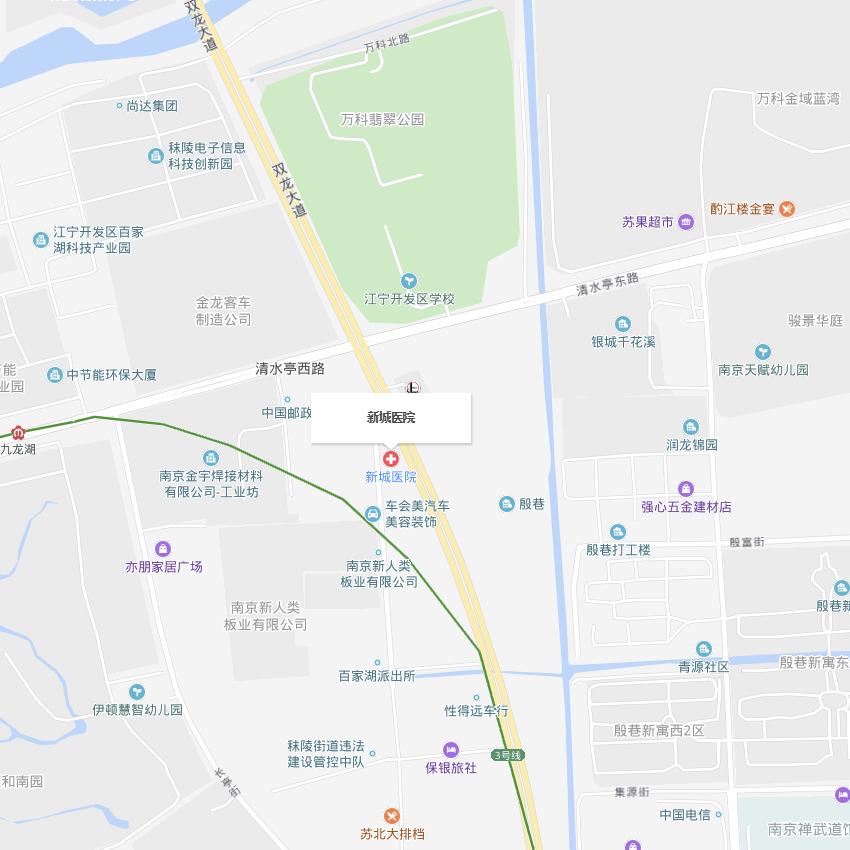 双龙大道
万科北路
尚达集团
万科翡翠公园
万科金域蓝湾
秣陵电子信息
科技创新园
双龙大道
酌江楼金宴
苏果超市
江宁开发区百家
湖科技产业园
江宁开发区学校
清水亭东路
金龙客车
制造公司
银城千花溪
骏景华庭
清水亭西路
南京天赋幼儿园
中节能环保大厦
能
业园
中国邮政
新城医院
九龙湖
润龙锦园
新城医院
南京金宇焊接材料
有限公司-工业坊
强心五金建材店
车会美汽车
美容装饰
殷巷
殷富街
殷巷打工楼
亦朋家居广场
南京新人类
板业有限公司
南京新人类
板业有限公司
殷巷新
青源社区
殷巷新寓东
百家湖派出所
伊顿慧智幼儿园
性得远车行
殷巷新寓西2区
秣陵街道违法
建设管控中队
3号线
保银旅社
和南园
长亭街
集源街
中国电信
苏北大排档
南京禅武道馆